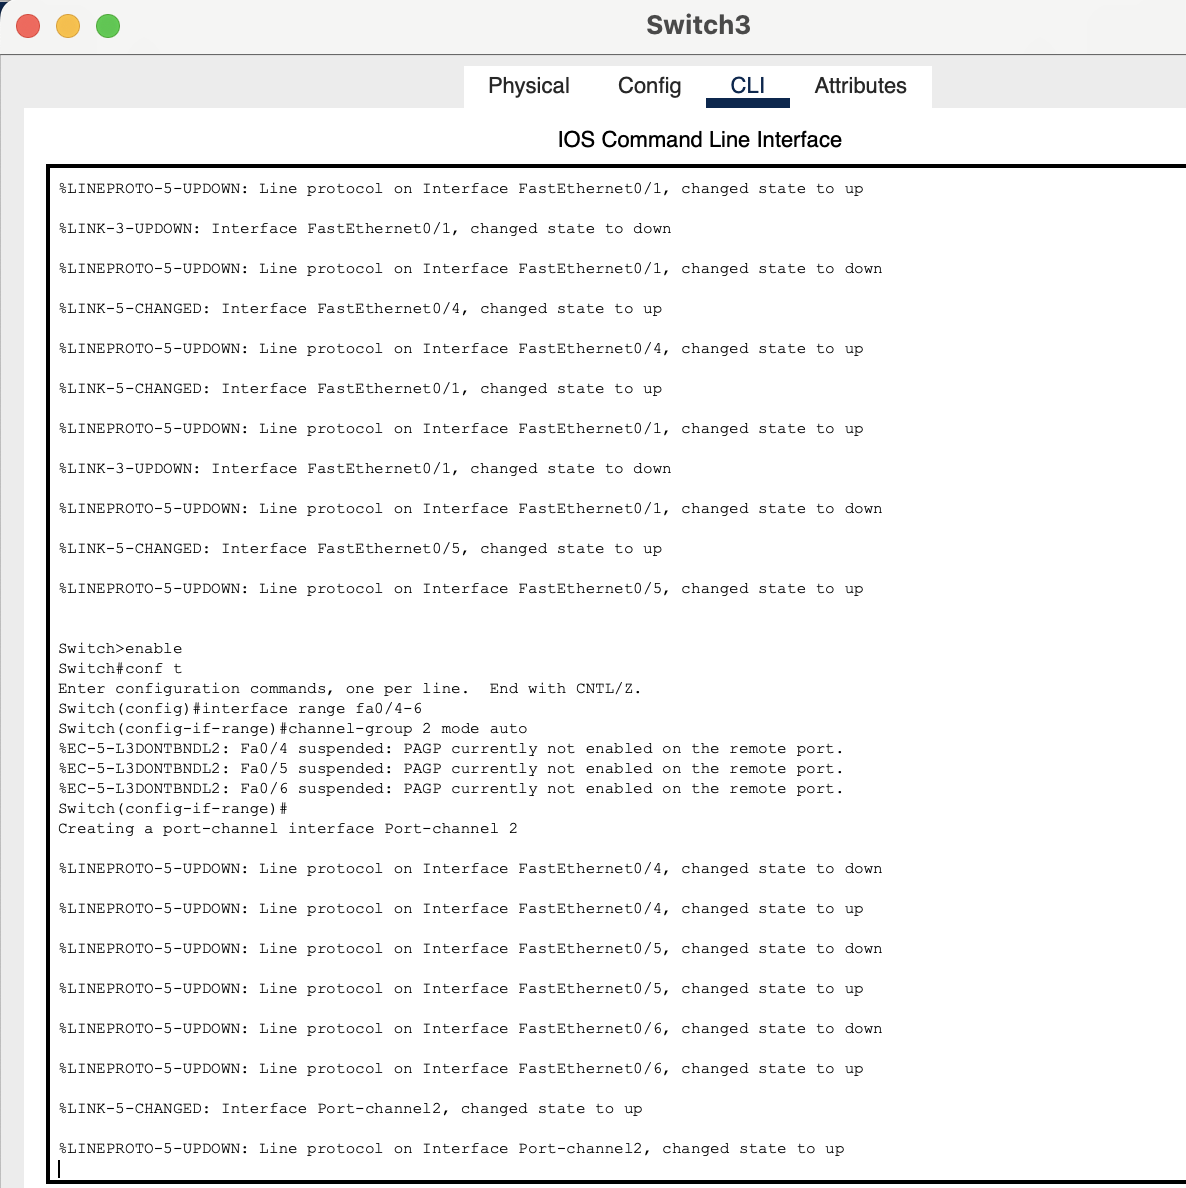 Switch3
Physical Config CLI Attributes
IOS Command Line Interface
%LINEPROTO-5-UPDOWN: Line protocol on Interface FastEthernet0/1, changed state to up
%LINK-3-UPDOWN: Interface FastEthernet0/1, changed state to down
%LINEPROTO-5-UPDOWN: Line protocol on Interface FastEthernet0/1, changed state to down
%LINK-5-CHANGED: Interface FastEthernet0/4, changed state to up
%LINEPROTO-5-UPDOWN: Line protocol on Interface FastEthernet0/4, changed state to up
%LINK-5-CHANGED: Interface FastEthernet0/1, changed state to up
%LINEPROTO-5-UPDOWN: Line protocol on Interface FastEthernet0/1, changed state to up
%LINK-3-UPDOWN: Interface FastEthernet0/1, changed state to down
%LINEPROTO-5-UPDOWN: Line protocol on Interface FastEthernet0/1, changed state to down
%LINK-5-CHANGED: Interface FastEthernet0/5, changed state to up
%LINEPROTO-5-UPDOWN: Line protocol on Interface FastEthernet0/5, changed state to up
Switch>enable
Switch#conf t
Enter configuration commands, one per line.  End with CNTL/Z.
Switch(config)#interface range fa0/4-6
Switch(config-if-range)#channel-group 2 mode auto
%EC-5-L3DONTBNDL2: Fa0/4 suspended: PAGP currently not enabled on the remote port.
%EC-5-L3DONTBNDL2: Fa0/5 suspended: PAGP currently not enabled on the remote port.
%EC-5-L3DONTBNDL2: Fa0/6 suspended: PAGP currently not enabled on the remote port.
Switch(config-if-range)#
Creating a port-channel interface Port-channel 2
%LINEPROTO-5-UPDOWN: Line protocol on Interface FastEthernet0/4, changed state to down
%LINEPROTO-5-UPDOWN: Line protocol on Interface FastEthernet0/4, changed state to up
%LINEPROTO-5-UPDOWN: Line protocol on Interface FastEthernet0/5, changed state to down
%LINEPROTO-5-UPDOWN: Line protocol on Interface FastEthernet0/5, changed state to up
%LINEPROTO-5-UPDOWN: Line protocol on Interface FastEthernet0/6, changed state to down
%LINEPROTO-5-UPDOWN: Line protocol on Interface FastEthernet0/6, changed state to up
%LINK-5-CHANGED: Interface Port-channel2, changed state to up
%LINEPROTO-5-UPDOWN: Line protocol on Interface Port-channel2, changed state to up